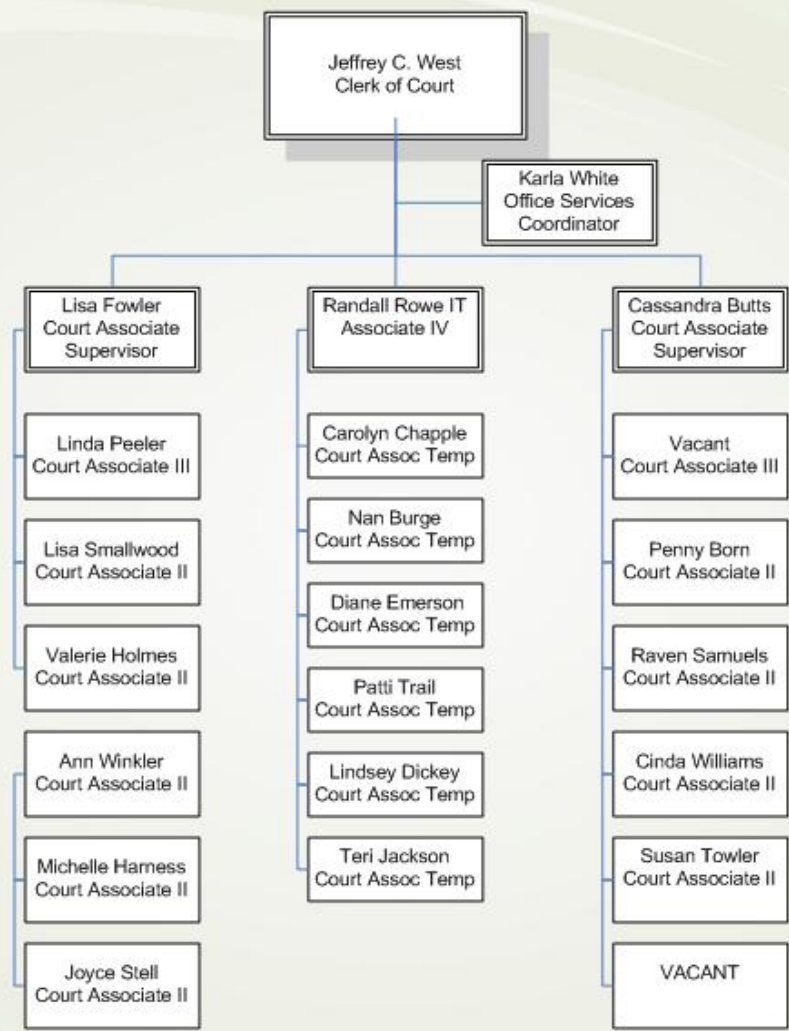 Jeffrey C. West
Clerk of Court
Karla White
Office Services
Coordinator
Lisa Fowler
Court Associate
Supervisor
Linda Peeler
Court Associate III
Lisa Smallwood
Court Associate II
Valerie Holmes
Court Associate II
Ann Winkler
Court Associate II
Michelle Harness
Court Associate II
Joyce Stell
Court Associate II
Randall Rowe IT
Associate IV
Carolyn Chapple
Court Assoc Temp
Nan Burge
Court Assoc Temp
Diane Emerson
Court Assoc Temp
Patti Trail
Court Assoc Temp
Lindsey Dickey
Court Assoc Temp
Teri Jackson
Court Assoc Temp
Cassandra Butts
Court Associate
Supervisor
Vacant
Court Associate III
Penny Born
Court Associate II
Raven Samuels
Court Associate II
Cinda Williams
Court Associate II
Susan Towler
Court Associate II
VACANT